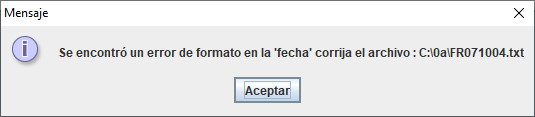 Mensaje
Se encontró un error de formato en la 'fecha' corrija el archivo : C:\0a\FR071004.txt
Aceptar